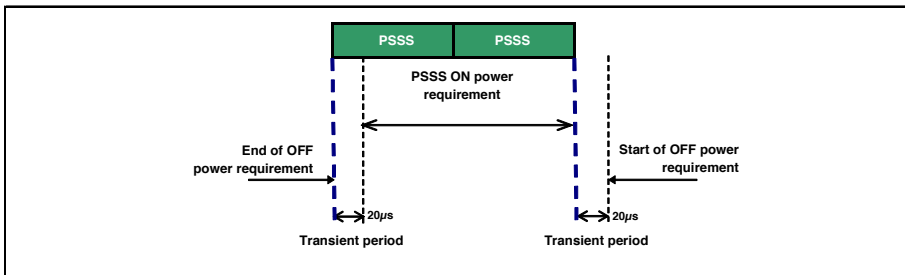 PSSS PSSS
PSSS ON power
requirement
End of OFF
power requirement
Start of OFF power
requirement
20µs
20µs
Transient period
Transient period